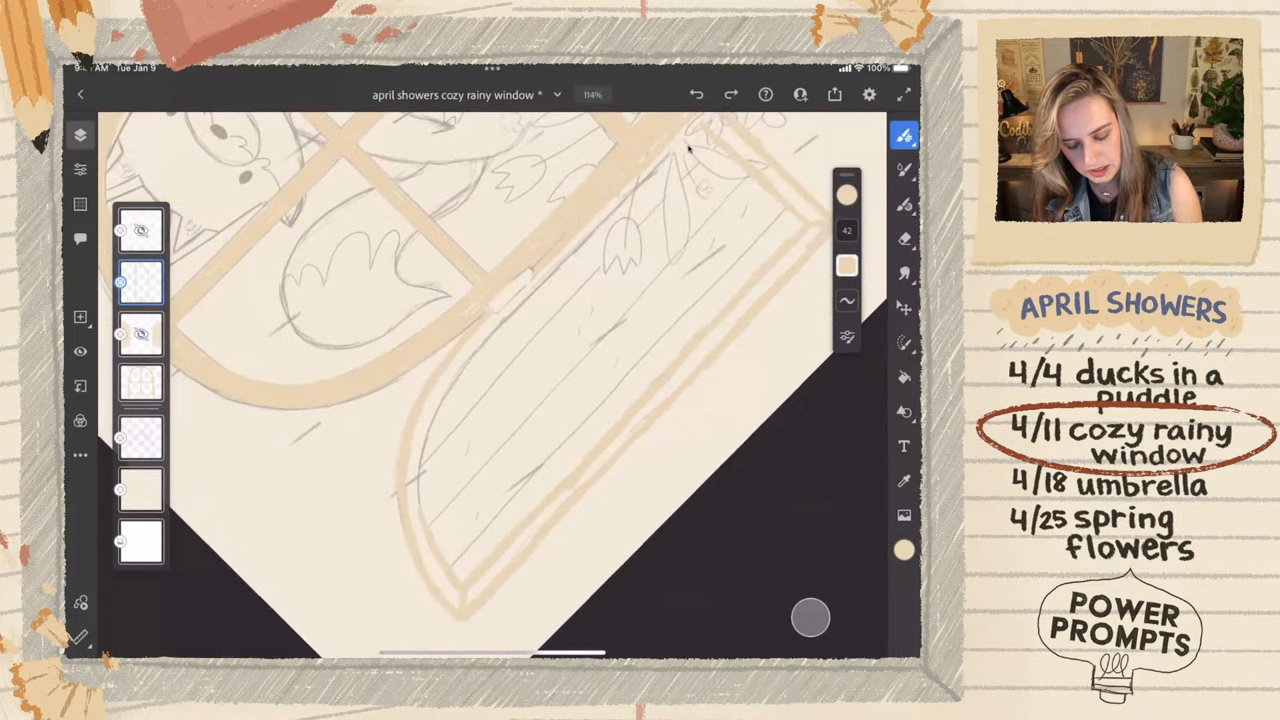 Tue Jan 9
100%
april showers cozy rainy window *
114%
42
T
APRIL SHOWERS
4/4 ducks in a
puddle
4/11 cozy rainy
window
4/18 umbrella
4/25 spring
flowers
POWER
PROMPTS